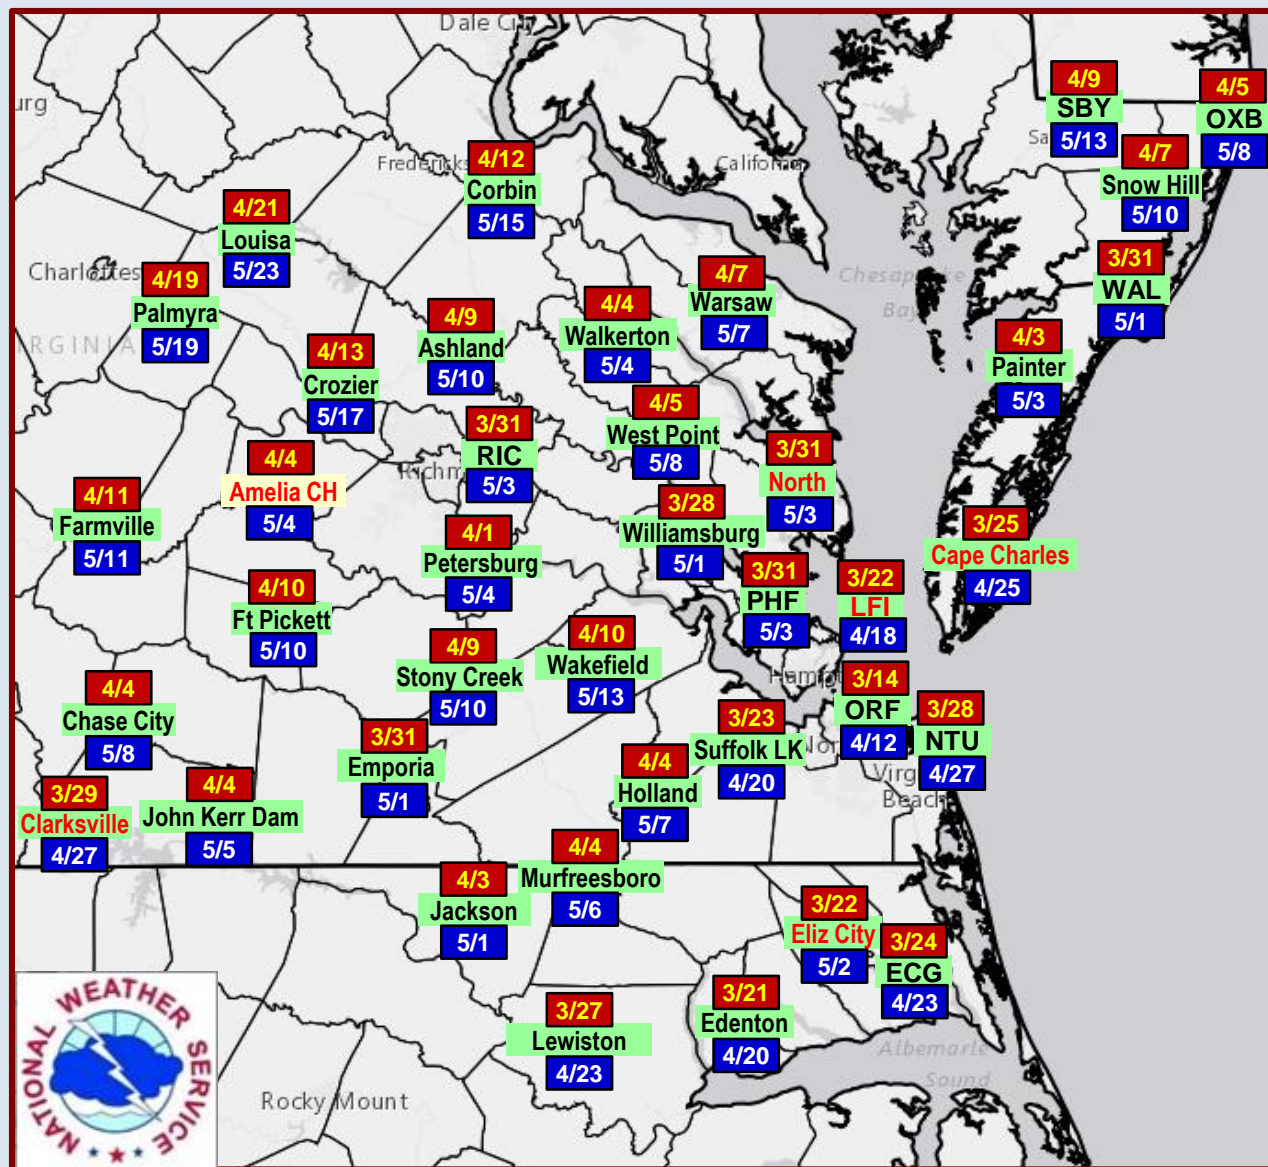 Dale City
urg
4/9
SBY
5/13
4/5
OXB
5/8
4/12
Corbin
5/15
California
4/7
Snow Hill
5/10
4/21
Louisa
5/23
3/31
WAL
5/1
4/19
Palmyra
5/19
4/7
Warsaw
5/7
Chesapeake
Bay
4/4
Walkerton
5/4
4/9
Ashland
5/10
4/3
Painter
5/3
4/13
Crozier
5/17
4/5
West Point
5/8
3/31
RIC
5/3
3/31
North
5/3
4/4
Amelia CH
5/4
4/11
Farmville
5/11
3/28
Williamsburg
5/1
3/25
Cape Charles
4/25
4/1
Petersburg
5/4
3/31
PHF
5/3
3/22
LFI
4/18
4/10
Ft Pickett
5/10
4/9
Stony Creek
5/10
4/10
Wakefield
5/13
3/14
ORF
4/12
4/4
Chase City
5/8
3/23
Suffolk LK
4/20
3/28
NTU
4/27
Beach
3/31
Emporia
5/1
4/4
Holland
5/7
3/29
Clarksville
4/27
4/4
John Kerr Dam
5/5
4/4
Murfreesboro
5/6
4/3
Jackson
5/1
3/22
Eliz City
5/2
3/24
ECG
4/23
3/27
Lewiston
4/23
3/21
Edenton
4/20
Albemarle
Sound
Rocky Mount
NATIONAL WEATHER SERVICE